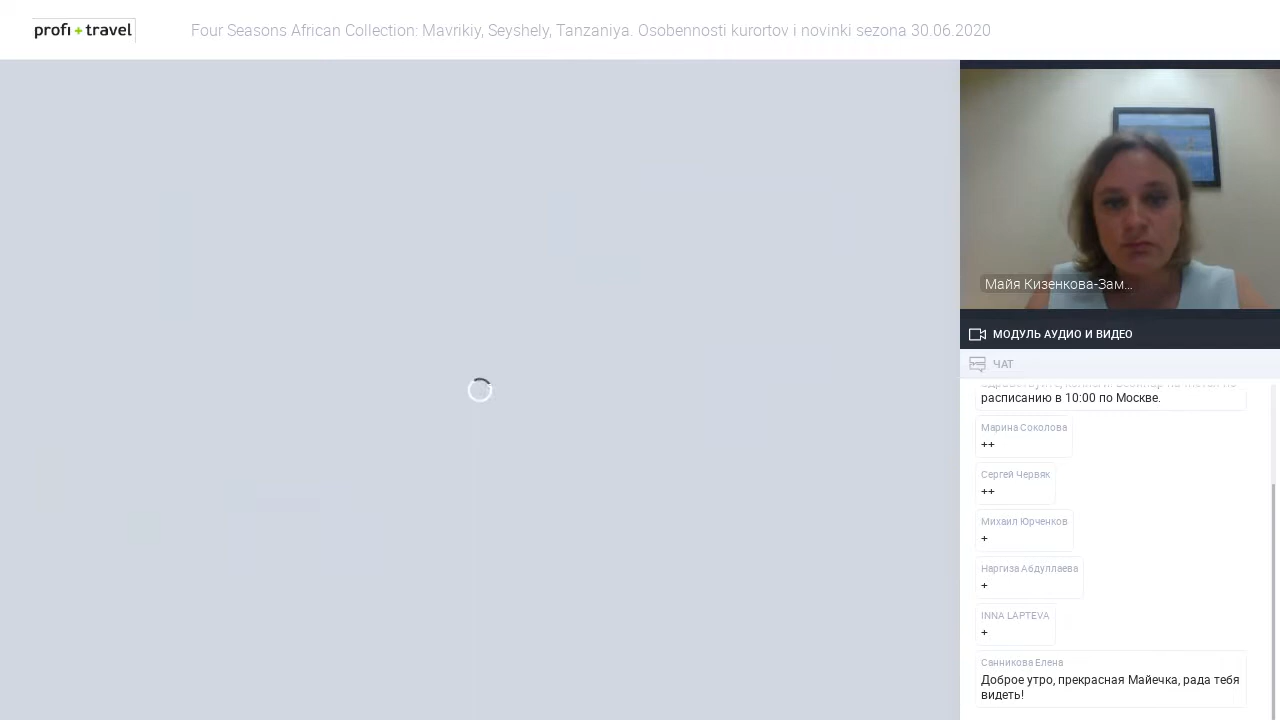 profi + travel
Four Seasons African Collection: Mavrikiy, Seyshely, Tanzaniya. Osobennosti kurortov i novinki sezona 30.06.2020
Майя Кизенкова-Зам...
МОДУЛЬ АУДИО И ВИДЕО
ЧАТ
расписанию в 10:00 по Москве.
Марина Соколова
++
Сергей Червяк
++
Михаил Юрченков
+
Наргиза Абдуллаева
+
INNA LAPTEVA
+
Санникова Елена
Доброе утро, прекрасная Майечка, рада тебя
видеть!